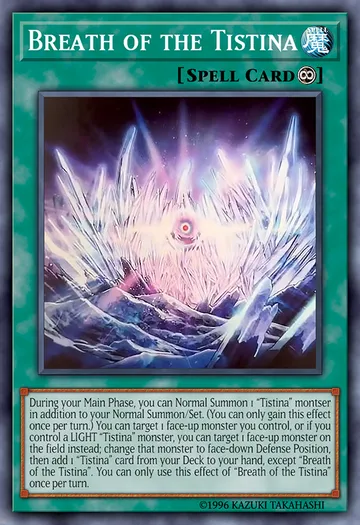 BREATH OF THE TISTINA
SPELL
魔
[SPELL CARD♾]
During your Main Phase, you can Normal Summon 1 "Tistina" montser
in addition to your Normal Summon/Set. (You can only gain this effect
once per turn.) You can target 1 face-up monster you control, or if you
control a LIGHT "Tistina" monster, you can target 1 face-up monster on
the field instead; change that monster to face-down Defense Position,
then add 1 "Tistina" card from your Deck to your hand, except "Breath
of the Tistina". You can only use this effect of "Breath of the Tistina"
once per turn.
©1996 KAZUKI TAKAHASHI